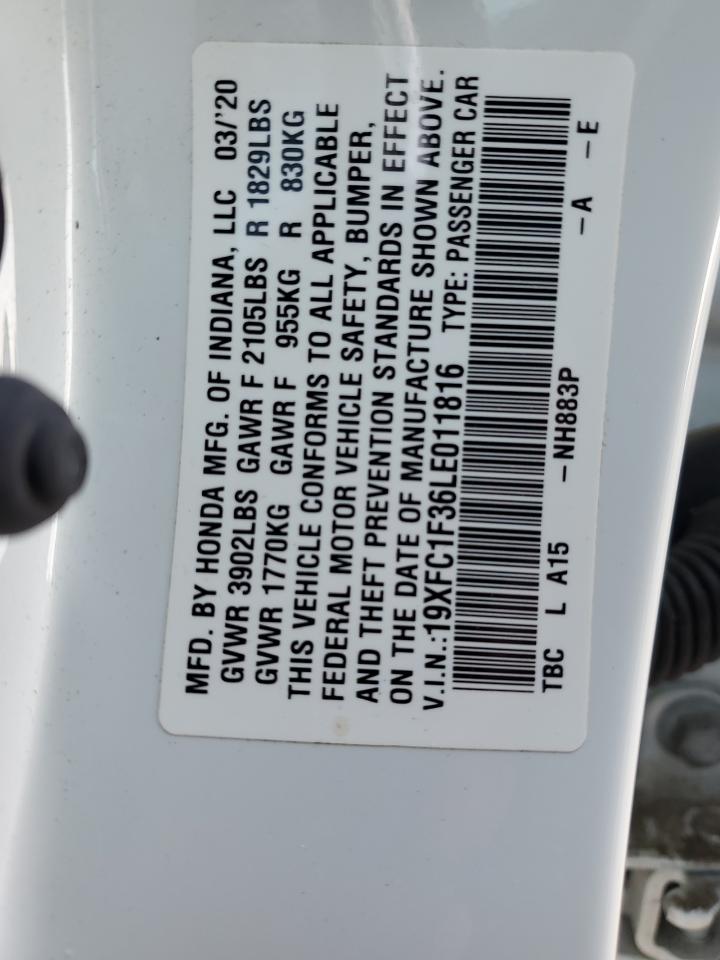 MFD. BY HONDA MFG. OF INDIANA, LLC 03/'20
GVWR 3902LBS GAWR F 2105LBS R 1829LBS
GVWR 1770KG GAWR F 955KG R 830KG
THIS VEHICLE CONFORMS TO ALL APPLICABLE
FEDERAL MOTOR VEHICLE SAFETY, BUMPER,
AND THEFT PREVENTION STANDARDS IN EFFECT
ON THE DATE OF MANUFACTURE SHOWN ABOVE.
V.I.N.:19XFC1F36LE011816 TYPE: PASSENGER CAR
TBC L A15 -NH883P -A -E